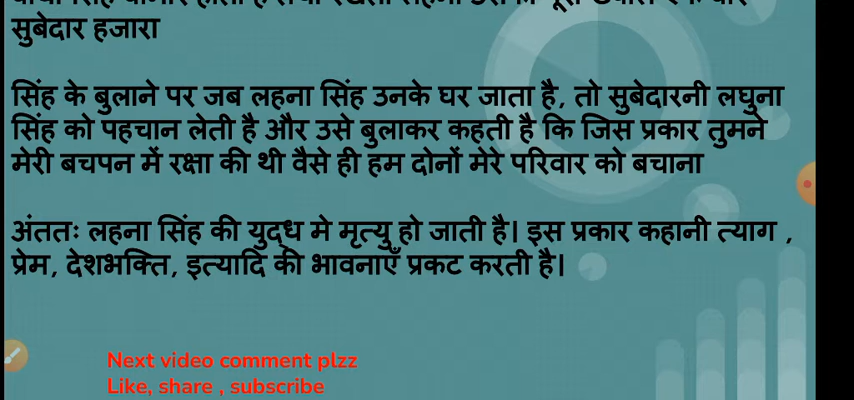 सुबेदार हजारा
सिंह के बुलाने पर जब लहना सिंह उनके घर जाता है, तो सुबेदारनी लघुना
सिंह को पहचान लेती है और उसे बुलाकर कहती है कि जिस प्रकार तुमने
मेरी बचपन में रक्षा की थी वैसे ही हम दोनों मेरे परिवार को बचाना
अंततः लहना सिंह की युद्ध मे मृत्यु हो जाती है। इस प्रकार कहानी त्याग ,
प्रेम, देशभक्ति, इत्यादि की भावनाएँ प्रकट करती है।
Next video comment plzz
Like, share , subscribe